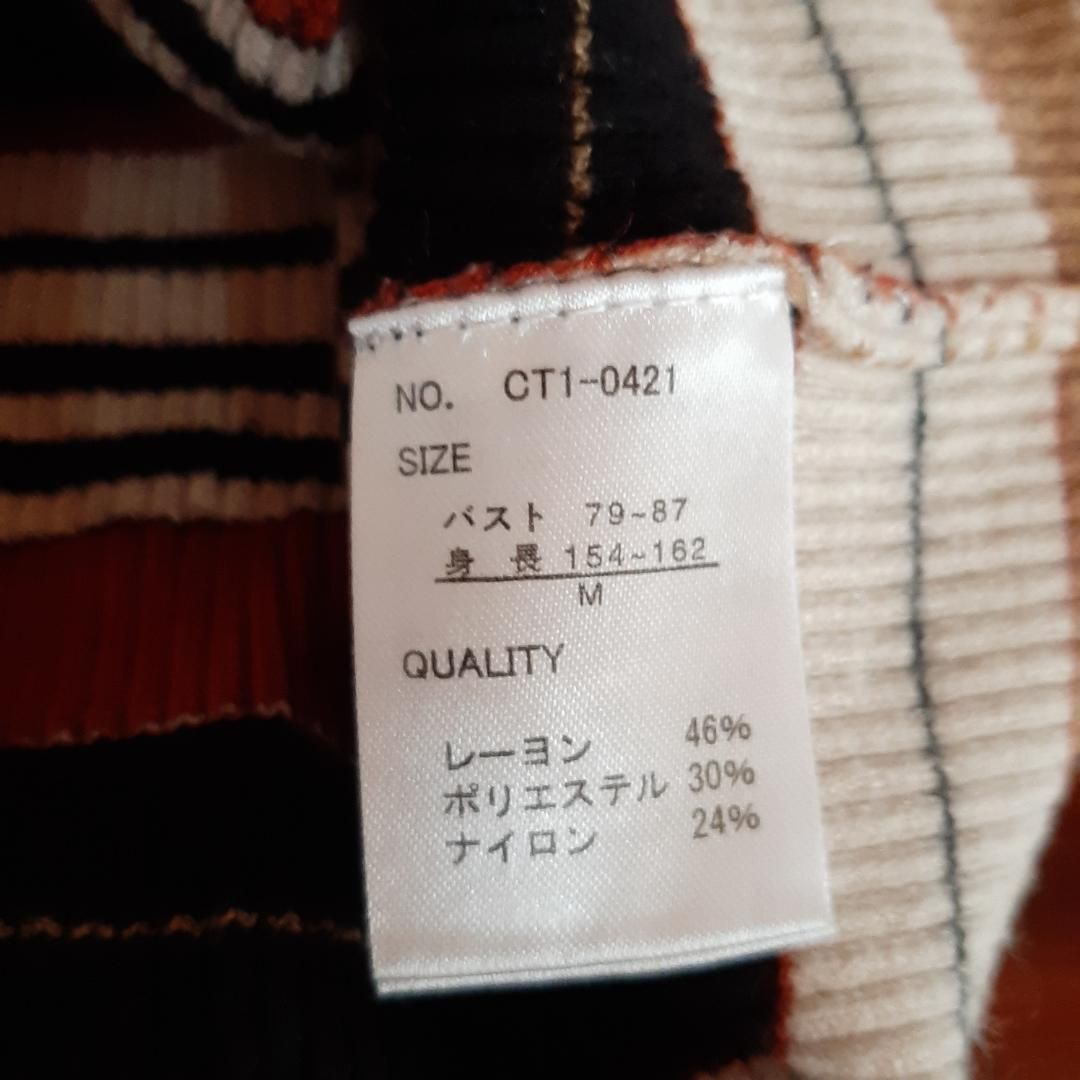 NO. CT1-0421
SIZE
バスト 79~87
身 長 154~162
M
QUALITY
レーヨン 46%
ポリエステル 30%
ナイロン 24%